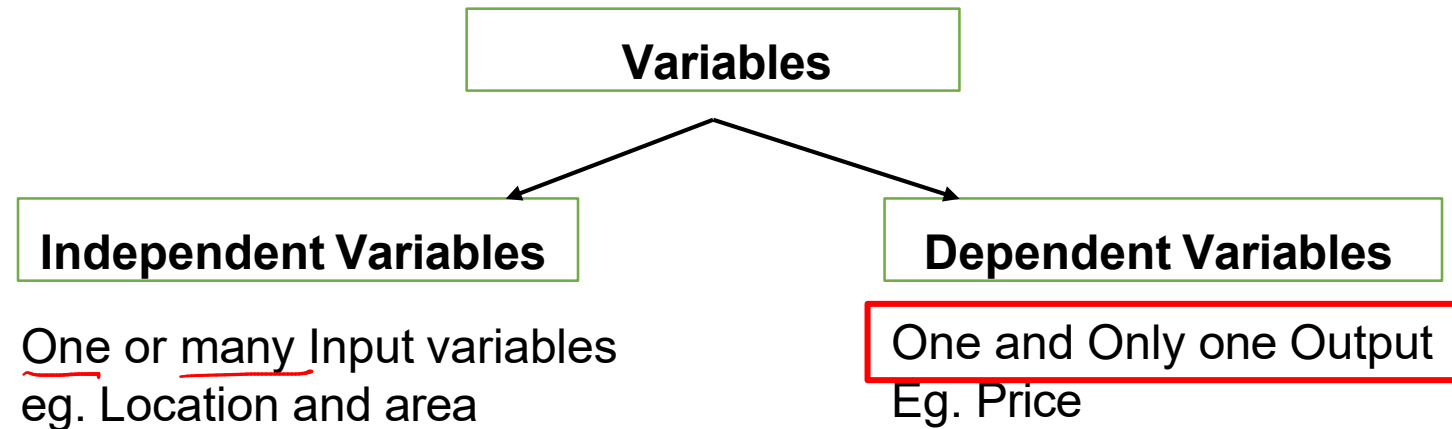 Variables
Independent Variables
One or many Input variables
eg. Location and area
Dependent Variables
One and Only one Output
Eg. Price